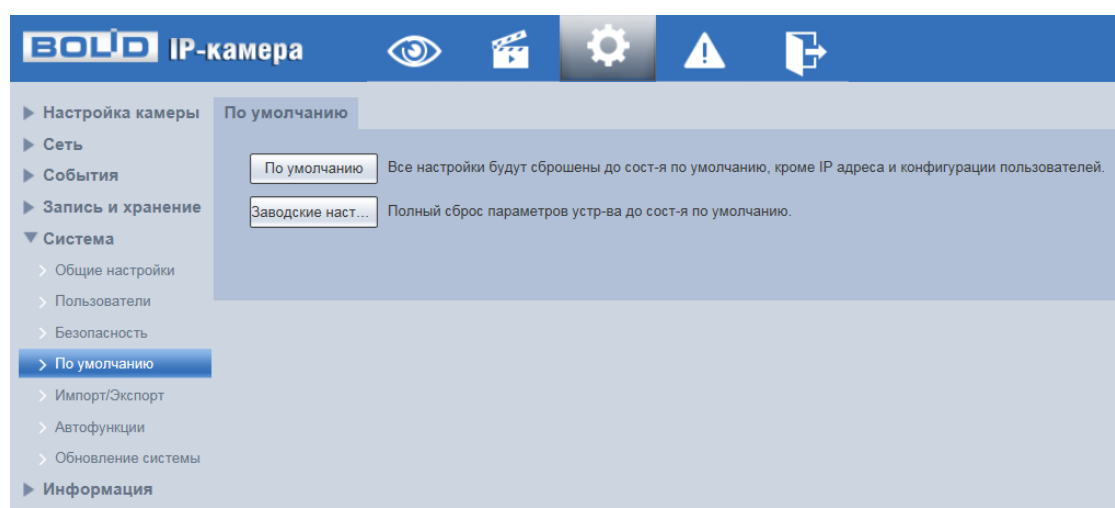 BOLID IP-камера
Настройка камеры
Сеть
События
Запись и хранение
Система
Общие настройки
Пользователи
Безопасность
По умолчанию
Импорт/Экспорт
Автофункции
Обновление системы
Информация
По умолчанию
По умолчанию Все настройки будут сброшены до сост-я по умолчанию, кроме IP адреса и конфигурации пользователей.
Заводские наст... Полный сброс параметров устр-ва до сост-я по умолчанию.